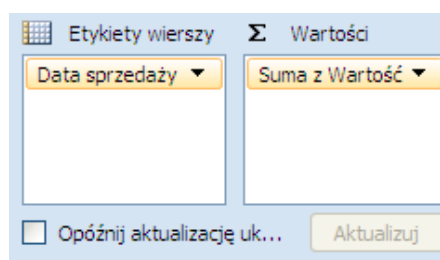 Etykiety wierszy Σ Wartości
Data sprzedaży Suma z Wartość
Opóźnij aktualizację uk... Aktualizuj